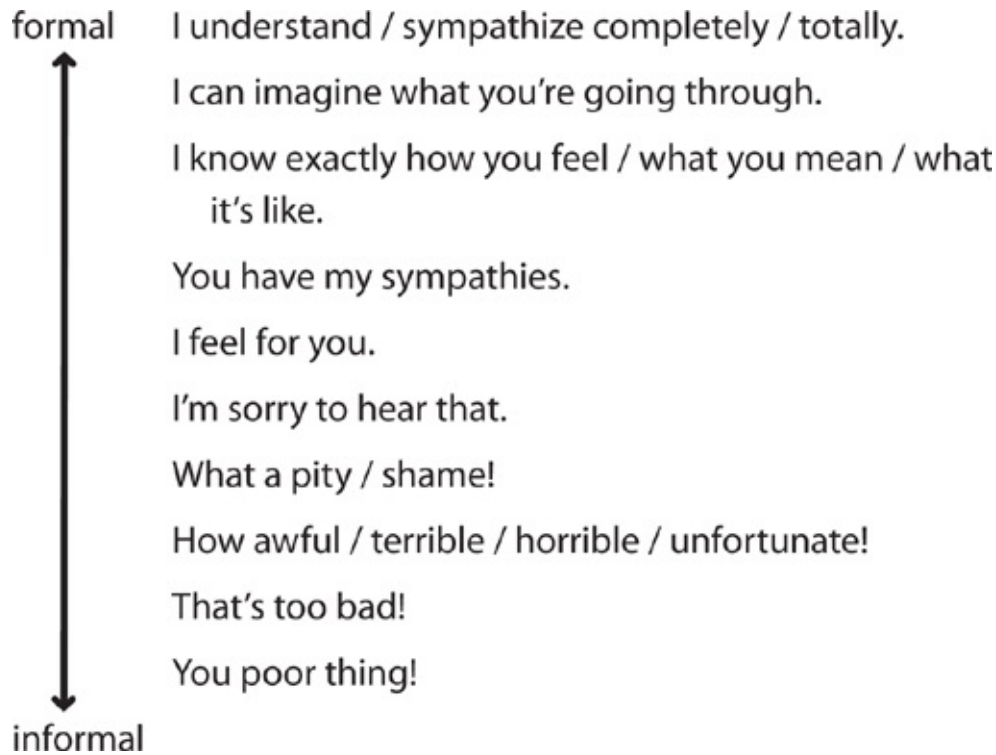 formal I understand / sympathize completely / totally.
I can imagine what you're going through.
I know exactly how you feel / what you mean / what
it's like.
You have my sympathies.
I feel for you.
I'm sorry to hear that.
What a pity / shame!
How awful / terrible / horrible / unfortunate!
That's too bad!
You poor thing!
informal